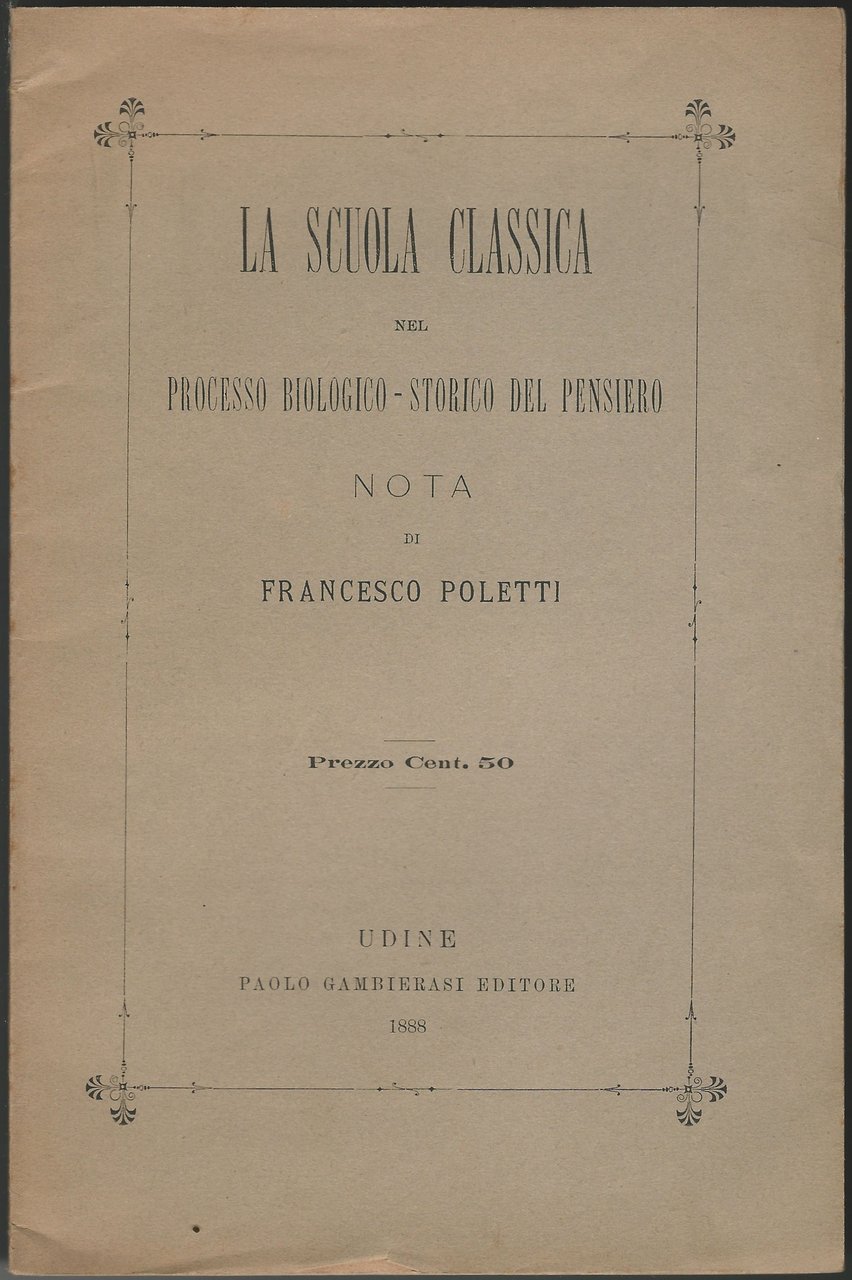 LA SCUOLA CLASSICA
NEL
PROCESSO BIOLOGICO-STORICO DEL PENSIERO
NOTA
DI
FRANCESCO POLETTI
Prezzo Cent. 50
UDINE
PAOLO GAMBIERASI EDITORE
1888